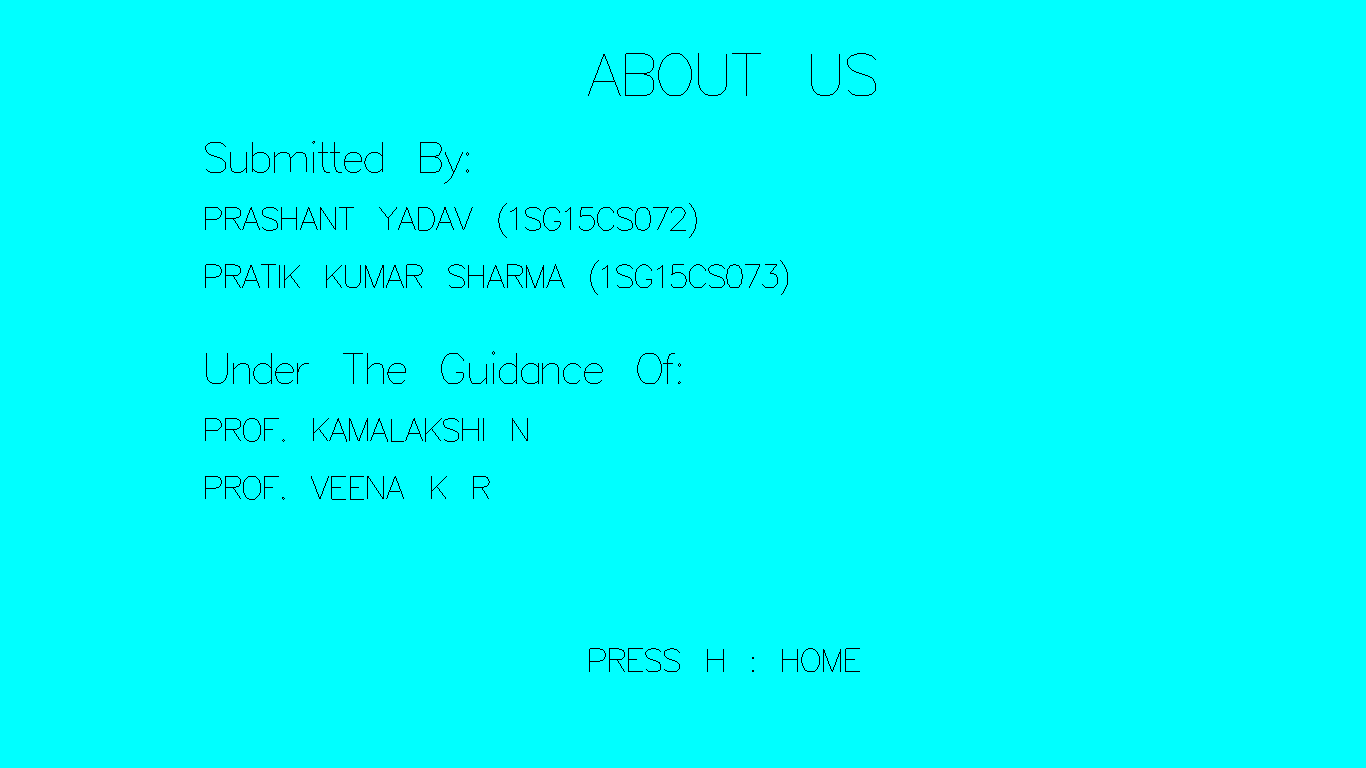 ABOUT US
Submitted By:
PRASHANT YADAV (1SG15CS072)
PRATIK KUMAR SHARMA (1SG15CS073)
Under The Guidance Of:
PROF. KAMALAKSHI N
PROF. VEENA K R
PRESS H : HOME